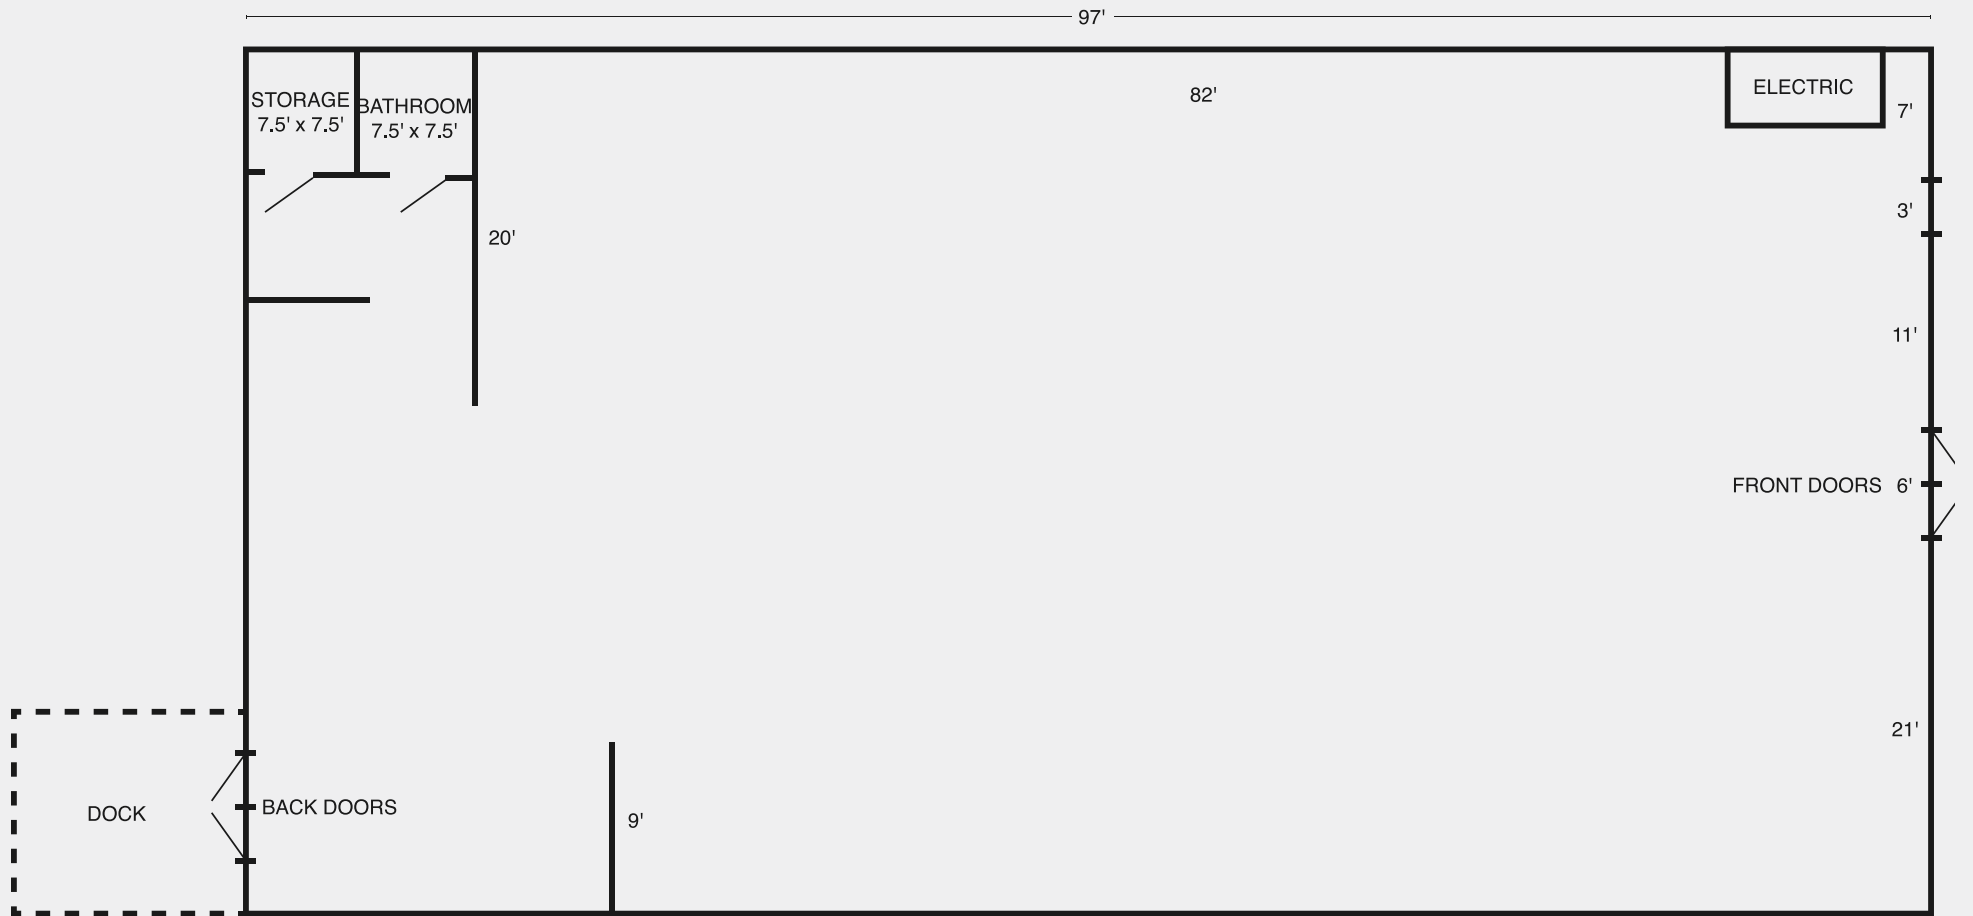 97'
STORAGE
7.5' x 7.5'
BATHROOM
7.5' x 7.5'
82'
ELECTRIC
7'
3'
20'
11'
FRONT DOORS 6'
21'
DOCK
BACK DOORS
9'